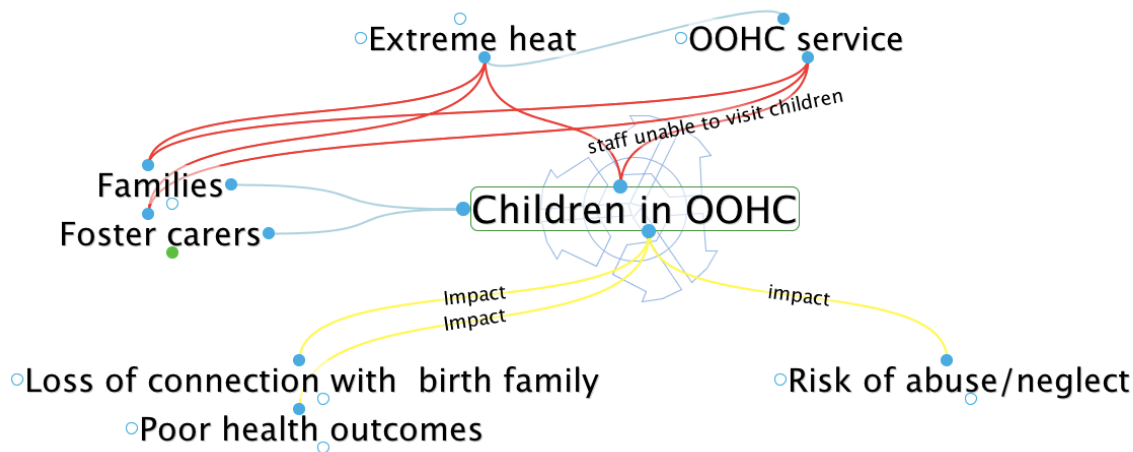 Extreme heat
OOHC service
staff unable to visit children
Families
Children in OOHC
Foster carers
Impact
impact
Impact
Loss of connection with  birth family
Risk of abuse/neglect
Poor health outcomes